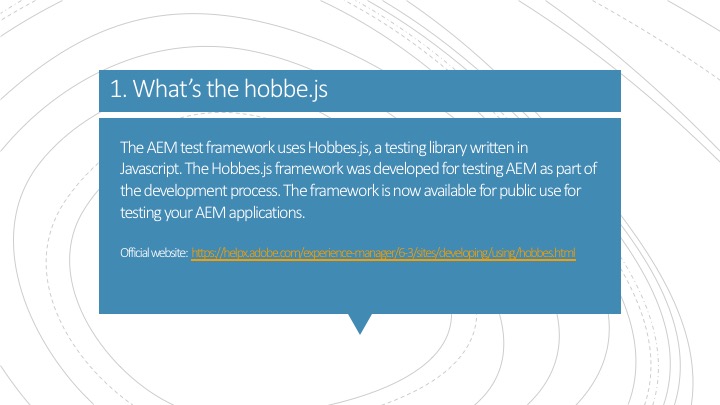 1. What’s the hobbe.js
The AEM test framework uses Hobbes.js, a testing library written in
Javascript. The Hobbes.js framework was developed for testing AEM as part of
the development process. The framework is now available for public use for
testing your AEM applications.
Official website: https://helpx.adobe.com/experience-manager/6-3/sites/developing/using/hobbes.html